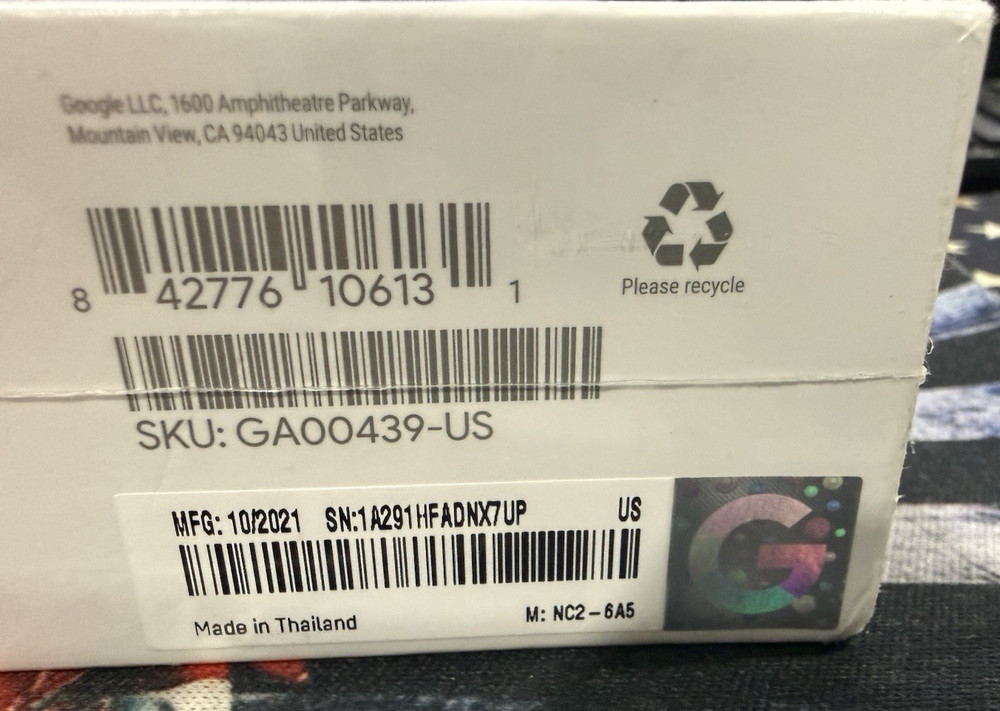 Google LLC, 1600 Amphitheatre Parkway,
Mountain View, CA 94043 United States
8 42776 10613 1
Please recycle
SKU: GA00439-US
MFG: 10/2021 SN:1A291HFADNX7UP US
Made in Thailand M: NC2-6A5
G